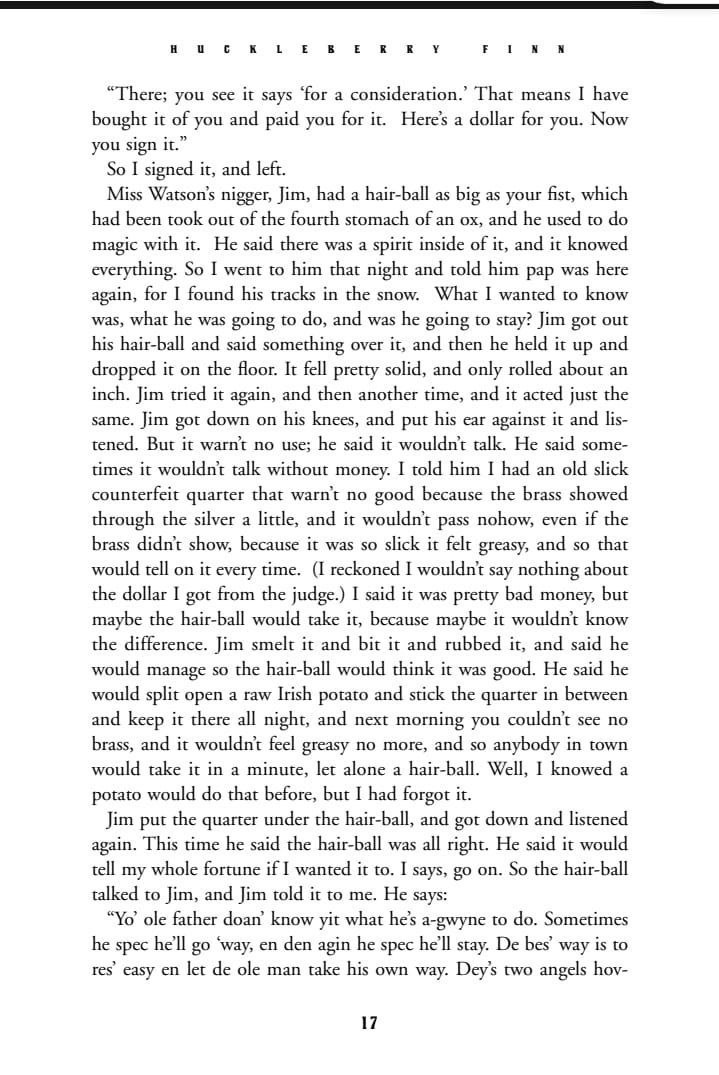 HUCKLEBERRY FINN
“There; you see it says ‘for a consideration.’ That means I have
bought it of you and paid you for it.  Here’s a dollar for you. Now
you sign it.”
So I signed it, and left.
Miss Watson’s nigger, Jim, had a hair-ball as big as your fist, which
had been took out of the fourth stomach of an ox, and he used to do
magic with it.  He said there was a spirit inside of it, and it knowed
everything. So I went to him that night and told him pap was here
again, for I found his tracks in the snow.  What I wanted to know
was, what he was going to do, and was he going to stay? Jim got out
his hair-ball and said something over it, and then he held it up and
dropped it on the floor. It fell pretty solid, and only rolled about an
inch. Jim tried it again, and then another time, and it acted just the
same. Jim got down on his knees, and put his ear against it and lis-
tened. But it warn’t no use; he said it wouldn’t talk. He said some-
times it wouldn’t talk without money. I told him I had an old slick
counterfeit quarter that warn’t no good because the brass showed
through the silver a little, and it wouldn’t pass nohow, even if the
brass didn’t show, because it was so slick it felt greasy, and so that
would tell on it every time.  (I reckoned I wouldn’t say nothing about
the dollar I got from the judge.) I said it was pretty bad money, but
maybe the hair-ball would take it, because maybe it wouldn’t know
the difference. Jim smelt it and bit it and rubbed it, and said he
would manage so the hair-ball would think it was good. He said he
would split open a raw Irish potato and stick the quarter in between
and keep it there all night, and next morning you couldn’t see no
brass, and it wouldn’t feel greasy no more, and so anybody in town
would take it in a minute, let alone a hair-ball. Well, I knowed a
potato would do that before, but I had forgot it.
Jim put the quarter under the hair-ball, and got down and listened
again. This time he said the hair-ball was all right. He said it would
tell my whole fortune if I wanted it to. I says, go on. So the hair-ball
talked to Jim, and Jim told it to me. He says:
“Yo’ ole father doan’ know yit what he’s a-gwyne to do. Sometimes
he spec he’ll go ‘way, en den agin he spec he’ll stay. De bes’ way is to
res’ easy en let de ole man take his own way. Dey’s two angels hov-
17